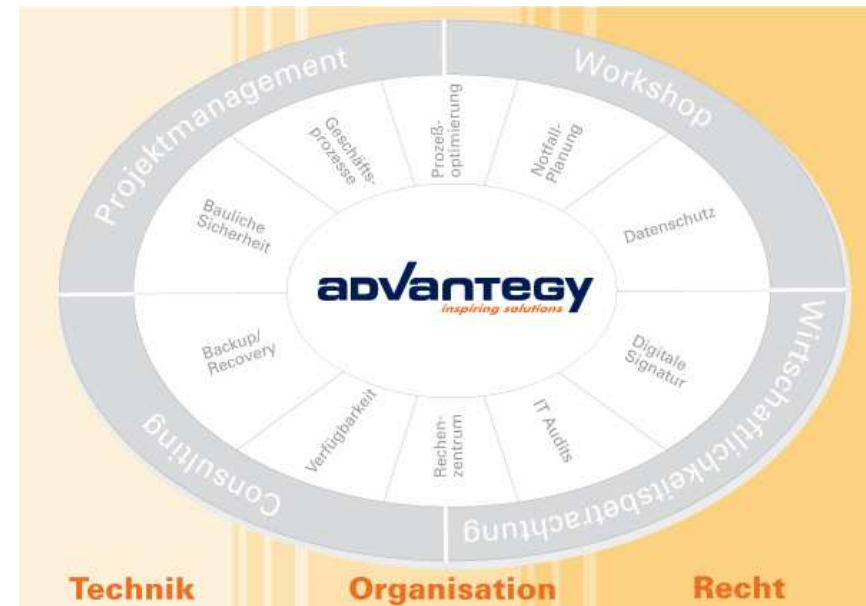 Projektmanagement
Workshop
Geschäfts-
prozesse
Prozeß-
optimierung
Notfall-
Planung
Bauliche
Sicherheit
Datenschutz
aDVanTEGY
inspiring solutions
Backup/
Recovery
Digitale
Signatur
Verfügbarkeit
Rechen-
zentrum
IT Audits
Consulting
Wirtschaftlichkeitsbetrachtung
Technik
Organisation
Recht